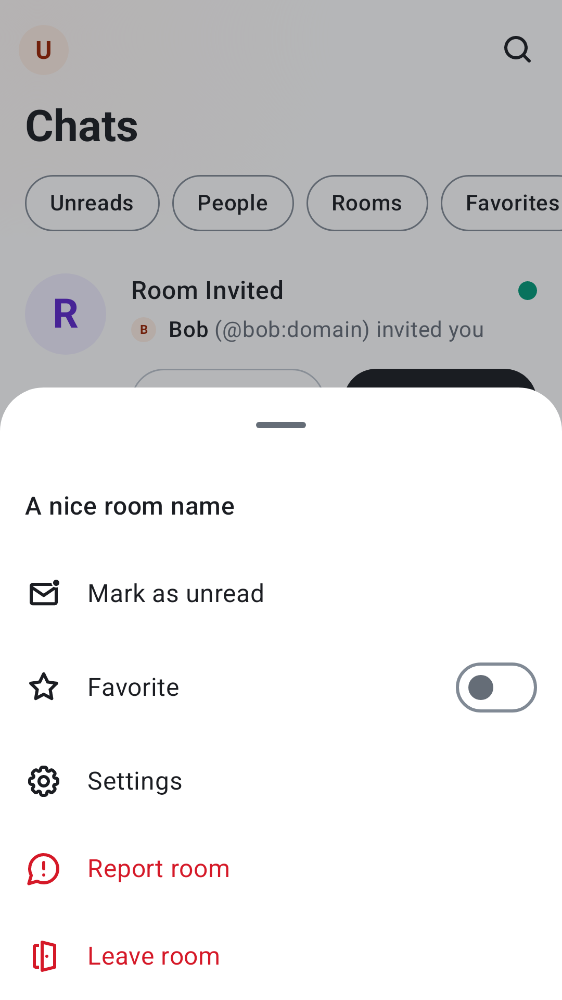 U
Chats
Unreads People Rooms Favorites
R
Room Invited
B Bob (@bob:domain) invited you
A nice room name
Mark as unread
Favorite
Settings
Report room
Leave room